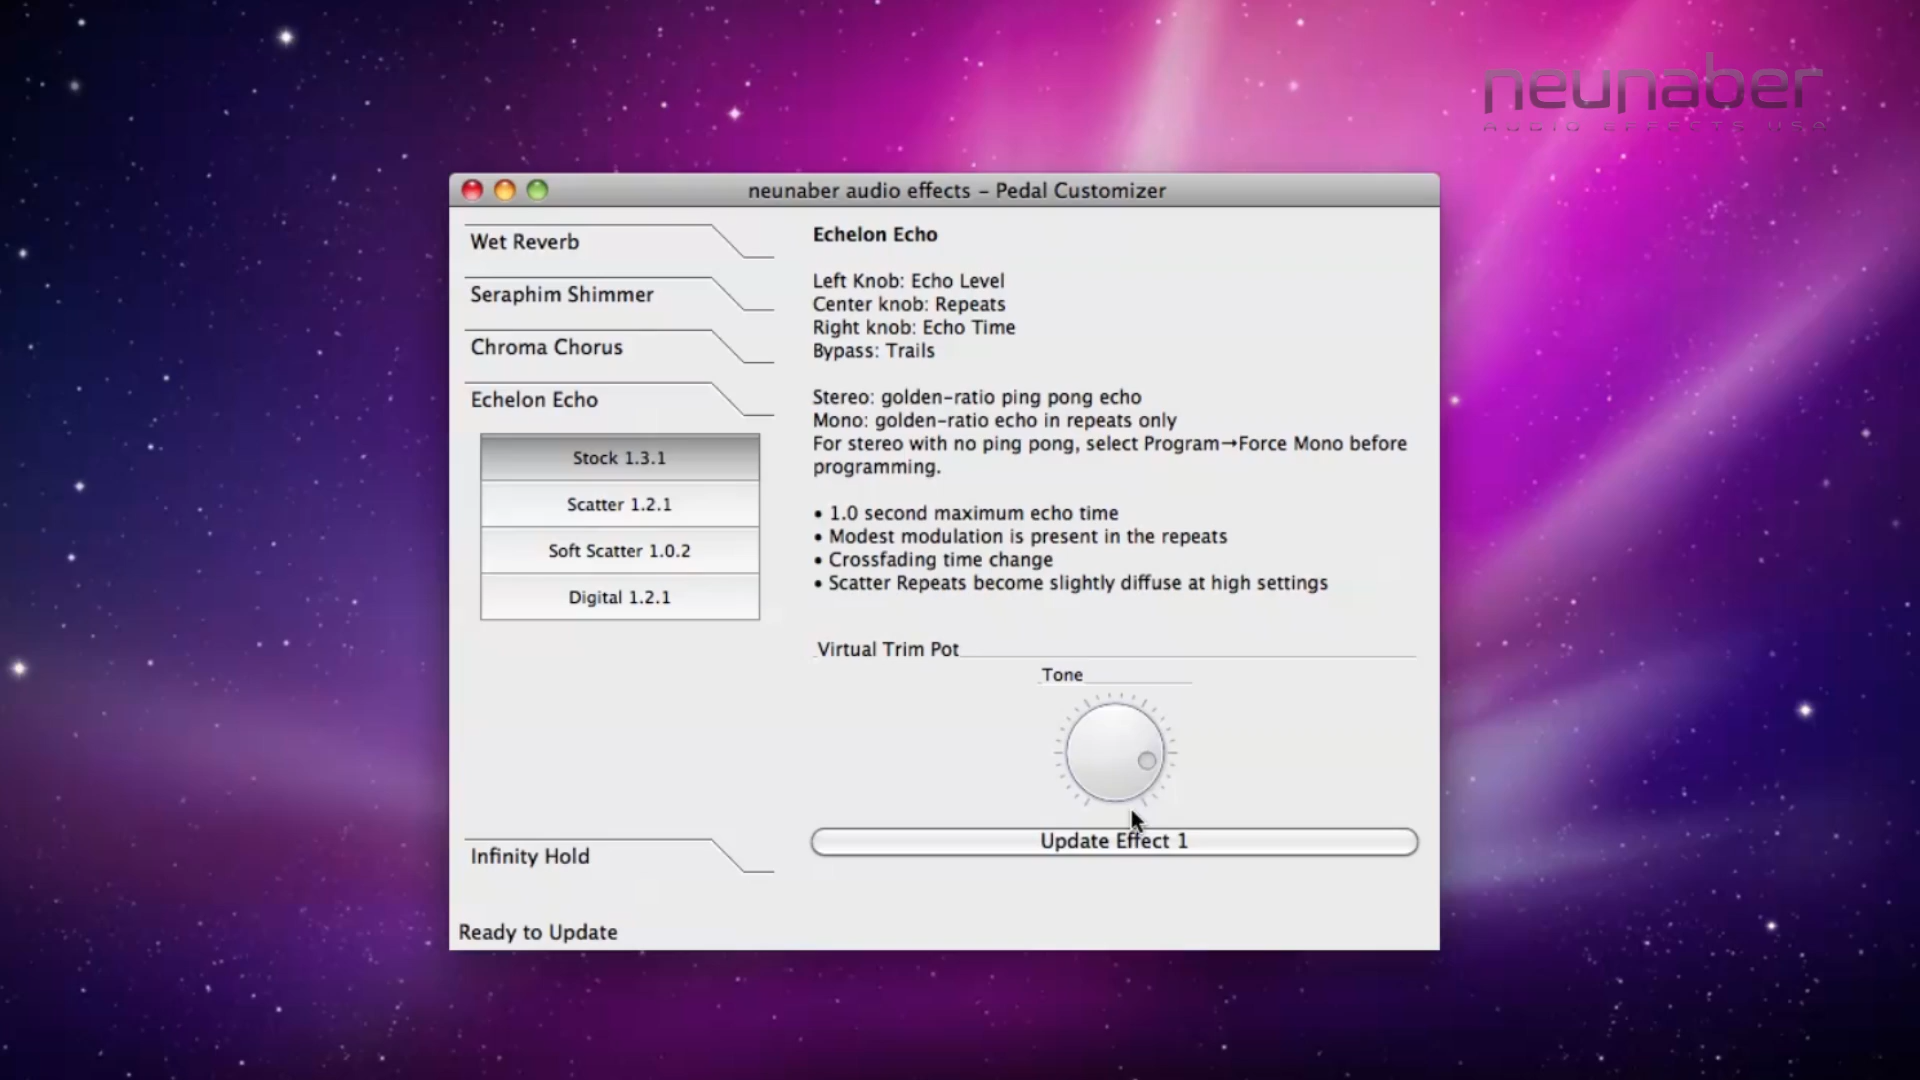 neunaber
AUDIO EFFECTS USA
neunaber audio effects – Pedal Customizer
Wet Reverb
Seraphim Shimmer
Chroma Chorus
Echelon Echo
Stock 1.3.1
Scatter 1.2.1
Soft Scatter 1.0.2
Digital 1.2.1
Infinity Hold
Ready to Update
Echelon Echo
Left Knob: Echo Level
Center knob: Repeats
Right knob: Echo Time
Bypass: Trails
Stereo: golden-ratio ping pong echo
Mono: golden-ratio echo in repeats only
For stereo with no ping pong, select Program→Force Mono before
programming.
• 1.0 second maximum echo time
• Modest modulation is present in the repeats
• Crossfading time change
• Scatter Repeats become slightly diffuse at high settings
Virtual Trim Pot
Tone
Update Effect 1